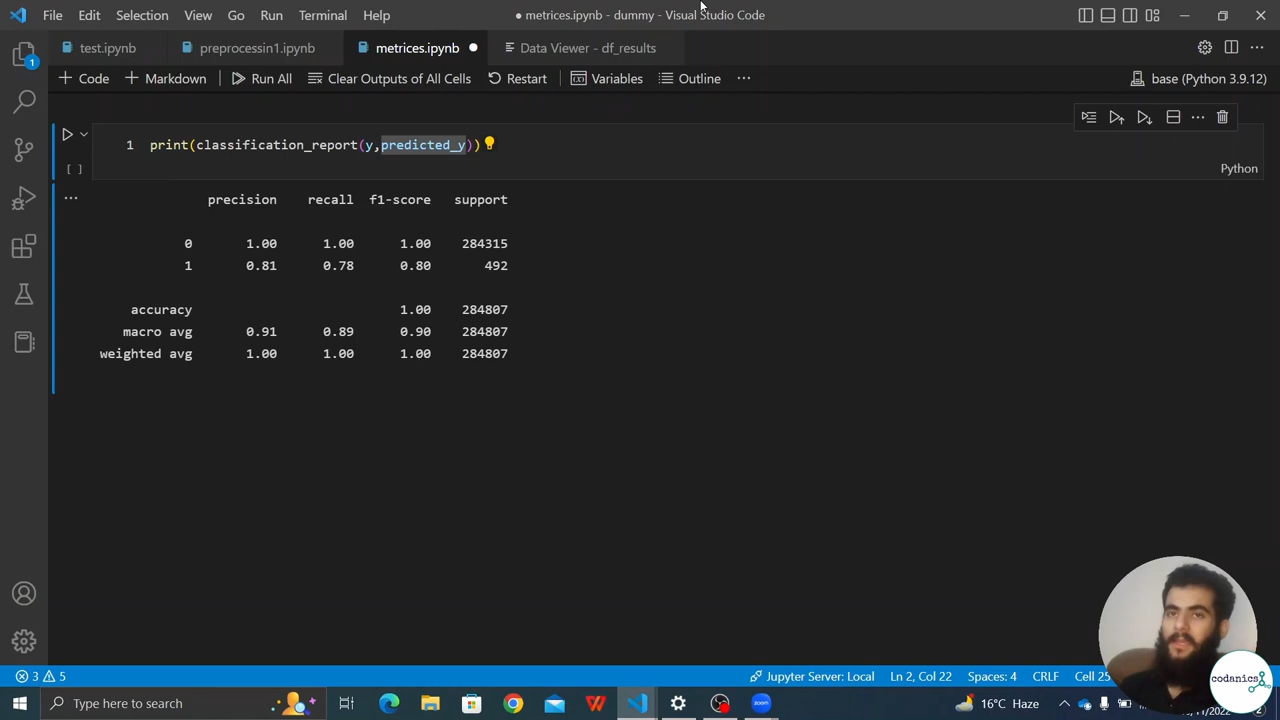 File Edit Selection View Go Run Terminal Help
● metrices.ipynb - dummy - Visual Studio Code
test.ipynb
preprocessin1.ipynb
metrices.ipynb
Data Viewer - df_results
Code
Markdown
Run All
Clear Outputs of All Cells
Restart
Variables
Outline
base (Python 3.9.12)
1 print(classification_report(y,predicted_y))
[ ]
Python
precision recall f1-score support
0 1.00 1.00 1.00 284315
1 0.81 0.78 0.80 492
accuracy 1.00 284807
macro avg 0.91 0.89 0.90 284807
weighted avg 1.00 1.00 1.00 284807
1
3 5
Jupyter Server: Local
Ln 2, Col 22
Spaces: 4
CRLF
Cell 25
codanics
Type here to search
zoom
16°C Haze